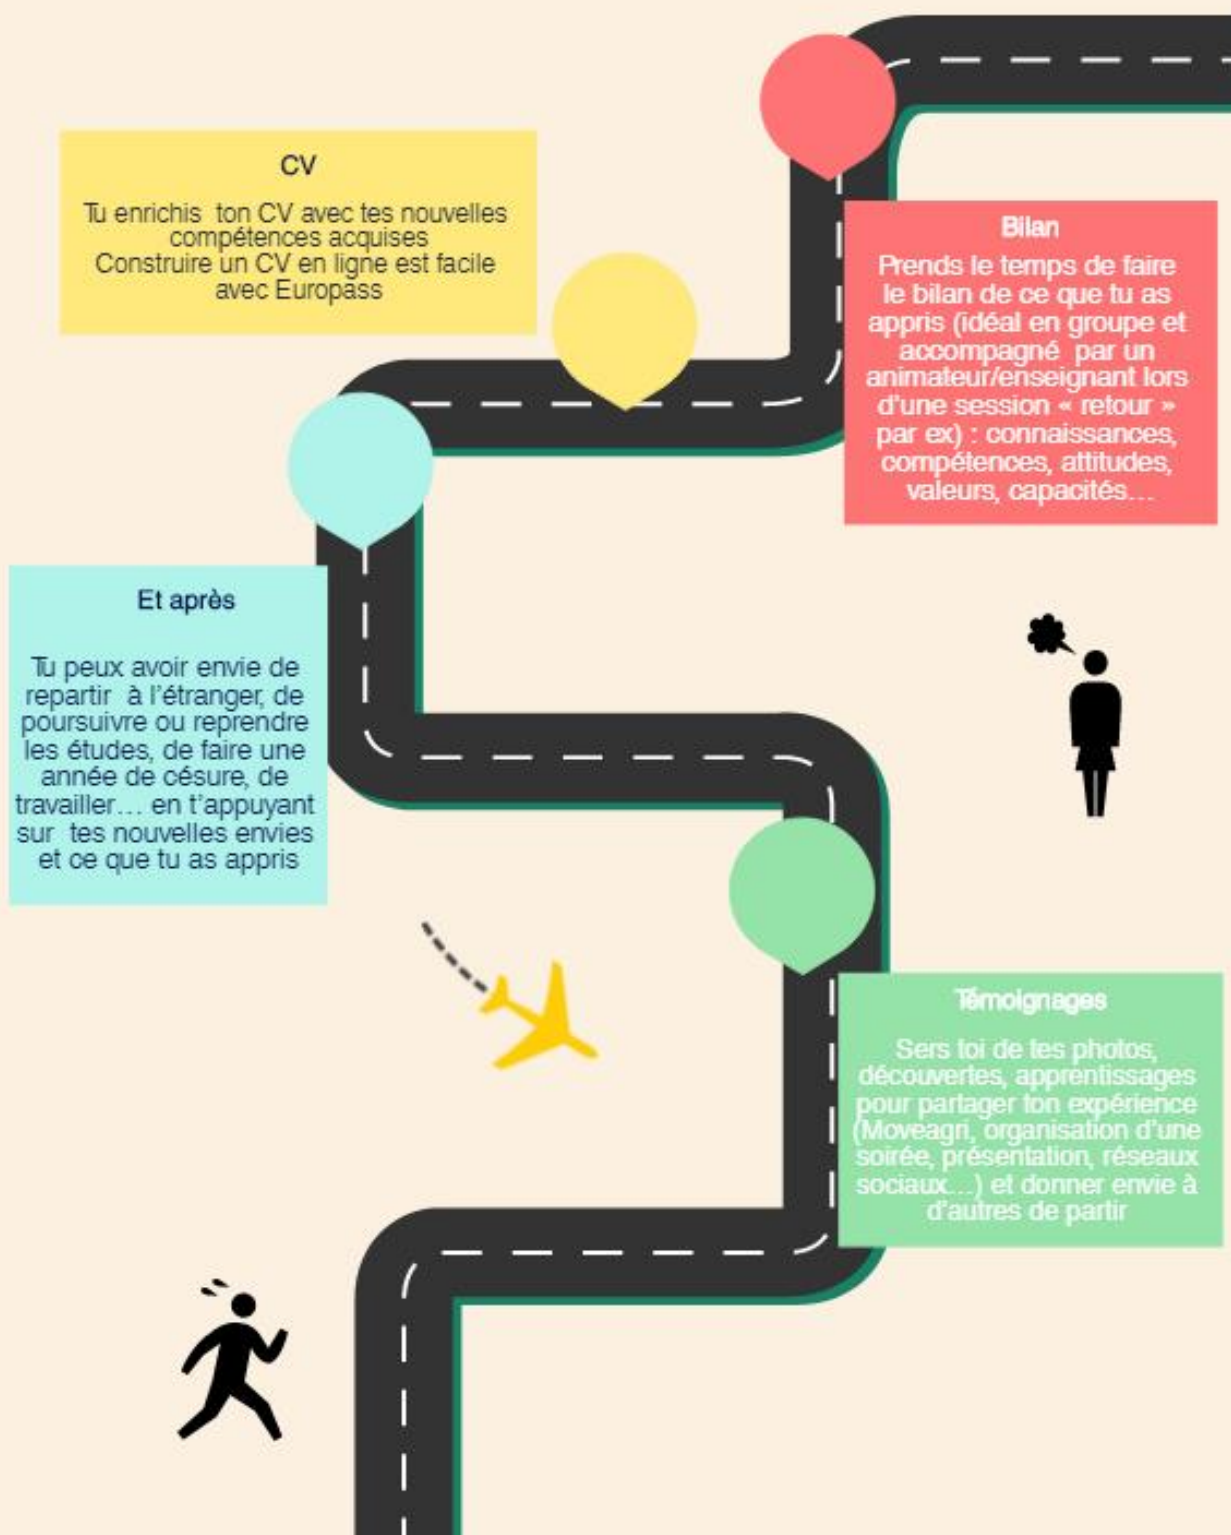 CV
Tu enrichis ton CV avec tes nouvelles
compétences acquises
Construire un CV en ligne est facile
avec Europass
Bilan
Prends le temps de faire
le bilan de ce que tu as
appris (idéal en groupe et
accompagné par un
animateur/enseignant lors
d'une session « retour »
par ex) : connaissances,
compétences, attitudes,
valeurs, capacités...
Et après
Tu peux avoir envie de
repartir à l'étranger, de
poursuivre ou reprendre
les études, de faire une
année de césure, de
travailler... en t'appuyant
sur tes nouvelles envies
et ce que tu as appris
Témoignages
Sers toi de tes photos,
découvertes, apprentissages
pour partager ton expérience
(Moveagri, organisation d'une
soirée, présentation, réseaux
sociaux...) et donner envie à
d'autres de partir